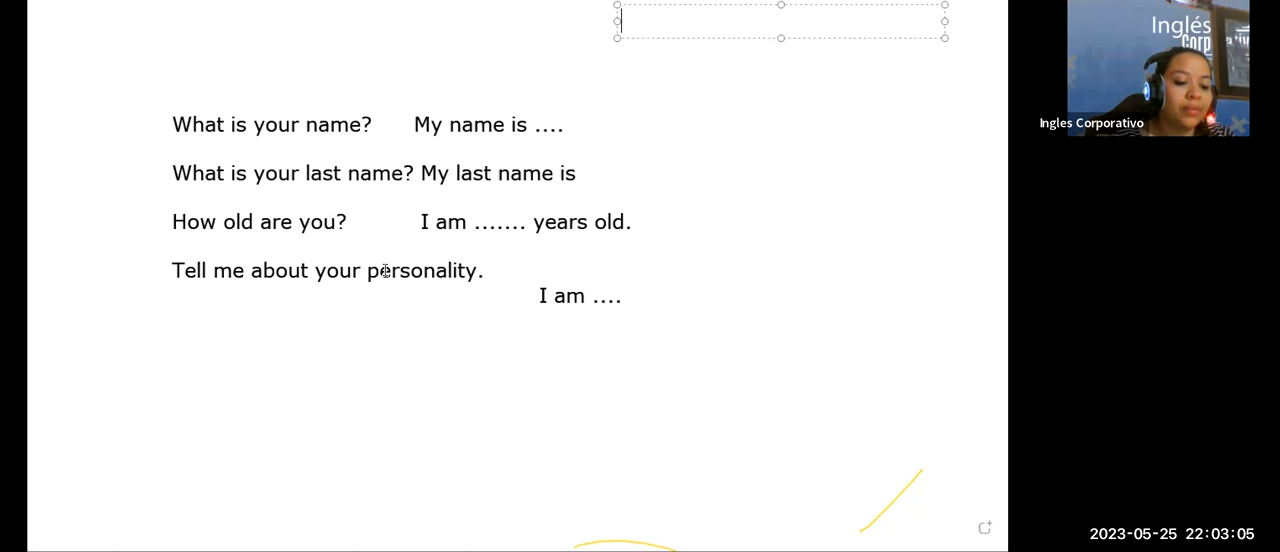 What is your name? My name is ....
What is your last name? My last name is
How old are you? I am ....... years old.
Tell me about your personality.
I am ....
Inglés
Corp
Ingles Corporativo
2023-05-25 22:03:05